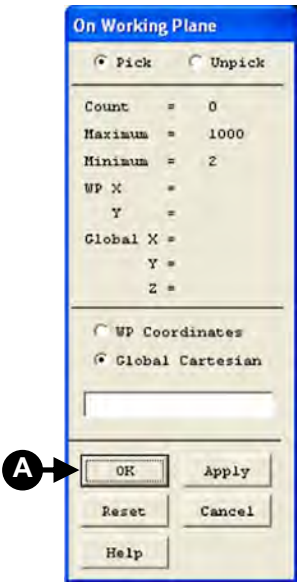 On Working Plane
Pick Unpick
Count = 0
Maximum = 1000
Minimum = 2
WP X =
Y =
Global X =
Y =
Z =
WP Coordinates
Global Cartesian
A OK Apply
Reset Cancel
Help